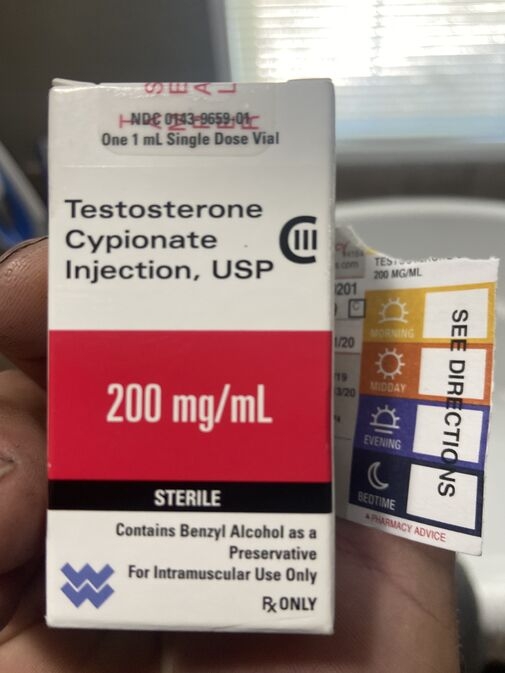 NDC 0143-9659-01
One 1 mL Single Dose Vial
Testosterone
Cypionate
Injection, USP
CIII
200 mg/mL
STERILE
Contains Benzyl Alcohol as a
Preservative
For Intramuscular Use Only
Rx ONLY
200 MG/ML
MORNING
MIDDAY
EVENING
BEDTIME
SEE DIRECTIONS
PHARMACY ADVICE